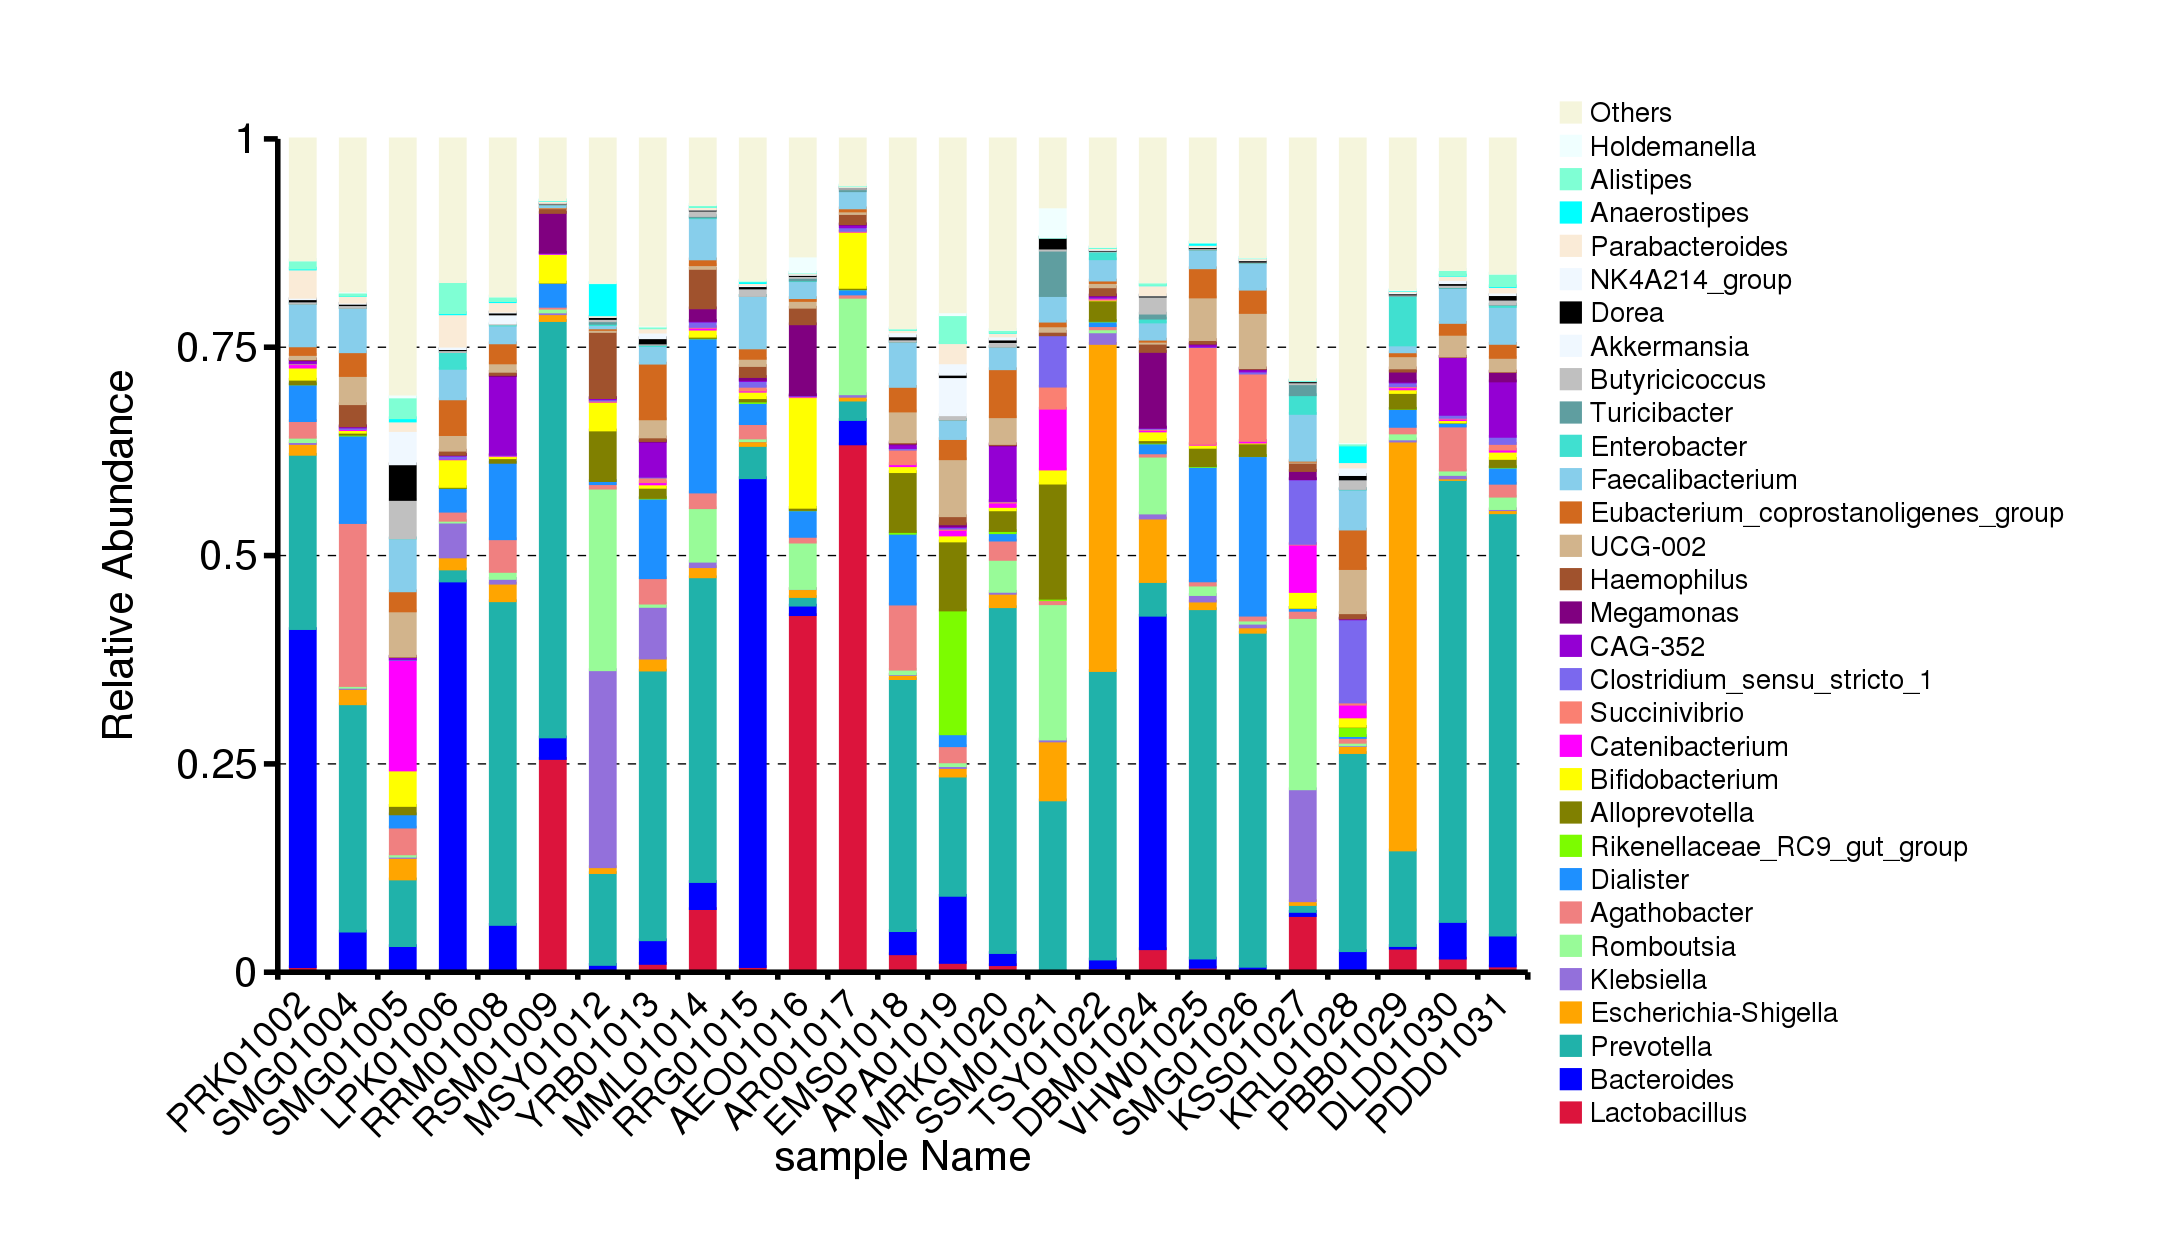 1
0.75
0.5
0.25
0
Relative Abundance
PRK01002
SMG01004
SMG01005
LPK01006
RRM01008
RSM01009
MSY01012
YRB01013
MML01014
RRG01015
AEO01016
AR001017
EMS01018
APA01019
MRK01020
SSM01021
TSY01022
DBM01024
VHW01025
SMG01026
KSS01027
KRL01028
PBB01029
DLD01030
PDD01031
sample Name
Others
Holdemanella
Alistipes
Anaerostipes
Parabacteroides
NK4A214_group
Dorea
Akkermansia
Butyricicoccus
Turicibacter
Enterobacter
Faecalibacterium
Eubacterium_coprostanoligenes_group
UCG-002
Haemophilus
Megamonas
CAG-352
Clostridium_sensu_stricto_1
Succinivibrio
Catenibacterium
Bifidobacterium
Alloprevotella
Rikenellaceae_RC9_gut_group
Dialister
Agathobacter
Romboutsia
Klebsiella
Escherichia-Shigella
Prevotella
Bacteroides
Lactobacillus